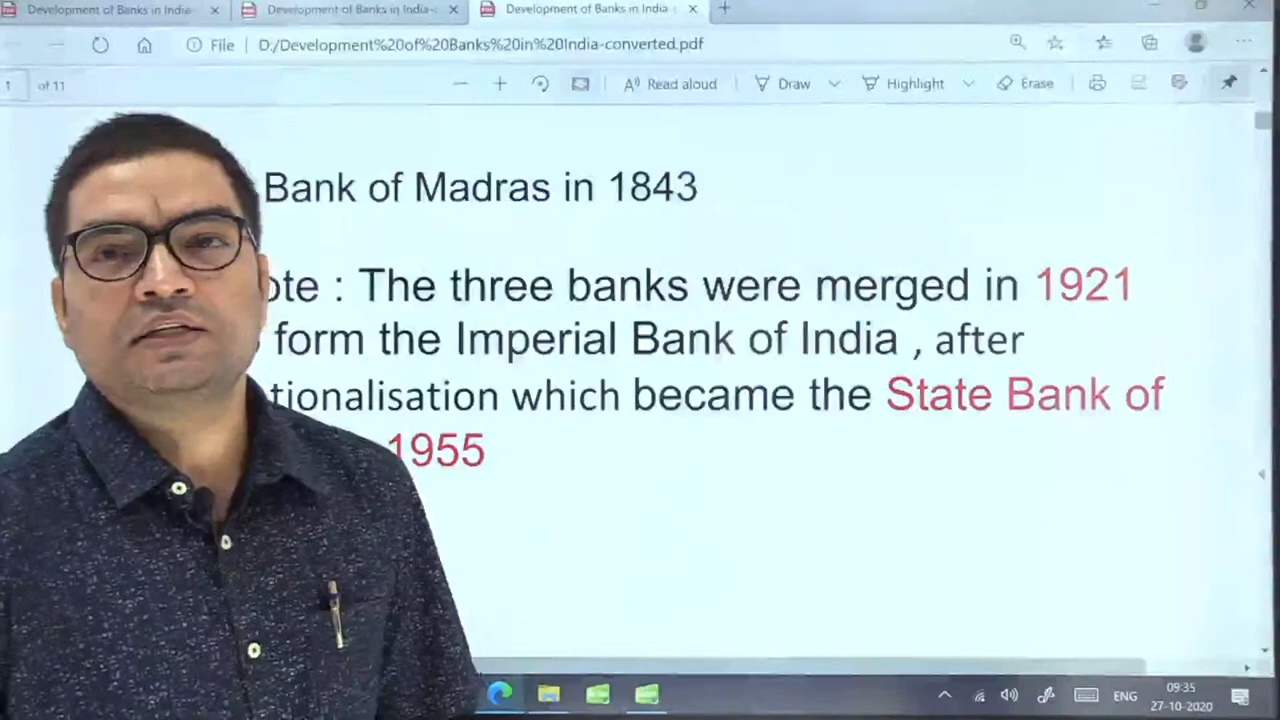 Development of Banks in India- Development of Banks in India-c Development of Banks in India
File D:/Development%20of%20Banks%20in%20India-converted.pdf
1 of 11 Read aloud Draw Highlight Erase
Bank of Madras in 1843
ote : The three banks were merged in 1921
form the Imperial Bank of India , after
tionalisation which became the State Bank of
1955
ENG 09:35
27-10-2020